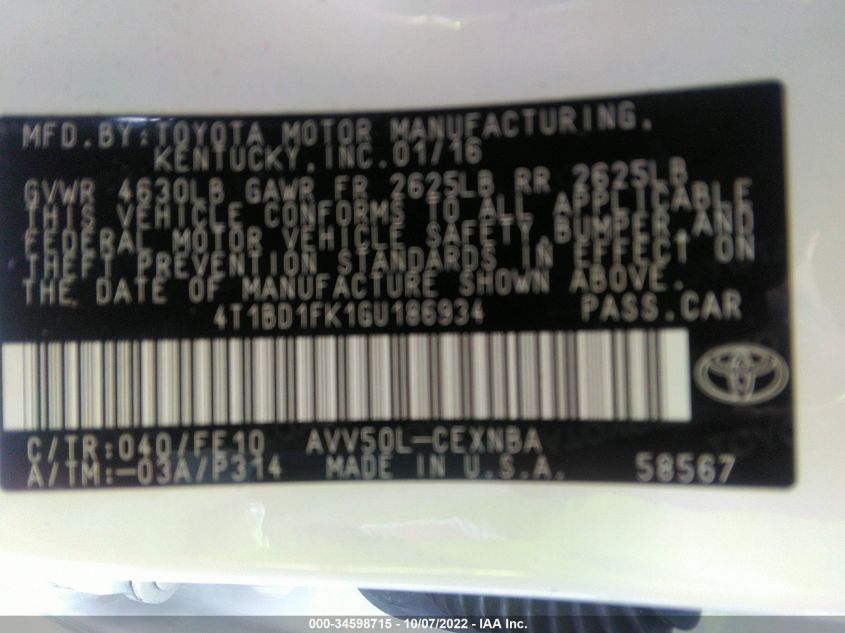 MFD.BY:TOYOTA MOTOR MANUFACTURING.
KENTUCKY,INC.01/16
GVWR 4630LB GAWR FR 2625LB RR 2625LB
THIS VEHICLE CONFORMS TO ALL APPLICABLE
FEDERAL MOTOR VEHICLE SAFETY,BUMPER,AND
THEFT PREVENTION STANDARDS IN EFFECT ON
THE DATE OF MANUFACTURE SHOWN ABOVE.
4T1BD1FK1GU186934 PASS.CAR
C/TR:040/FE10 AVV50L-CEXNBA
A/TM:-03A/P314 MADE IN U.S.A. 58567
000-34598715 - 10/07/2022 - IAA Inc.